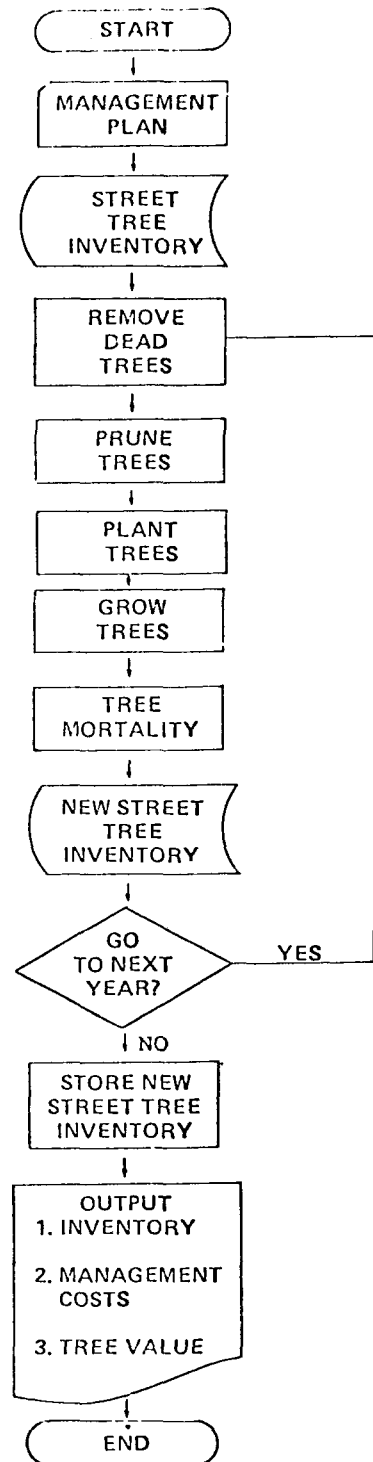 START
MANAGEMENT
PLAN
STREET
TREE
INVENTORY
REMOVE
DEAD
TREES
PRUNE
TREES
PLANT
TREES
GROW
TREES
TREE
MORTALITY
NEW STREET
TREE
INVENTORY
GO
TO NEXT
YEAR?
YES
NO
STORE NEW
STREET TREE
INVENTORY
OUTPUT
1. INVENTORY
2. MANAGEMENT
COSTS
3. TREE VALUE
END